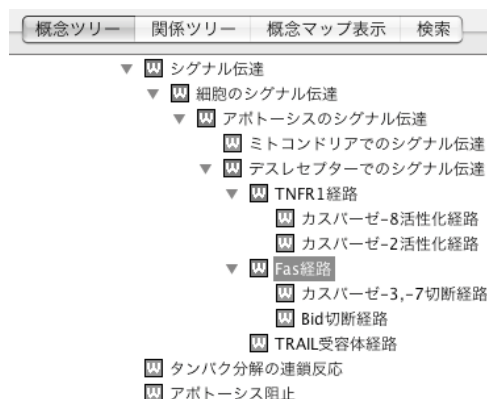 概念ツリー 関係ツリー 概念マップ表示 検索
▼ W シグナル伝達
▼ W 細胞のシグナル伝達
▼ W アポトーシスのシグナル伝達
W ミトコンドリアでのシグナル伝達
▼ W デスレセプターでのシグナル伝達
▼ W TNFR1経路
W カスパーゼ-8活性化経路
W カスパーゼ-2活性化経路
▼ W Fas経路
W カスパーゼ-3,-7切断経路
W Bid切断経路
W TRAIL受容体経路
W タンパク分解の連鎖反応
W アポトーシス阻止